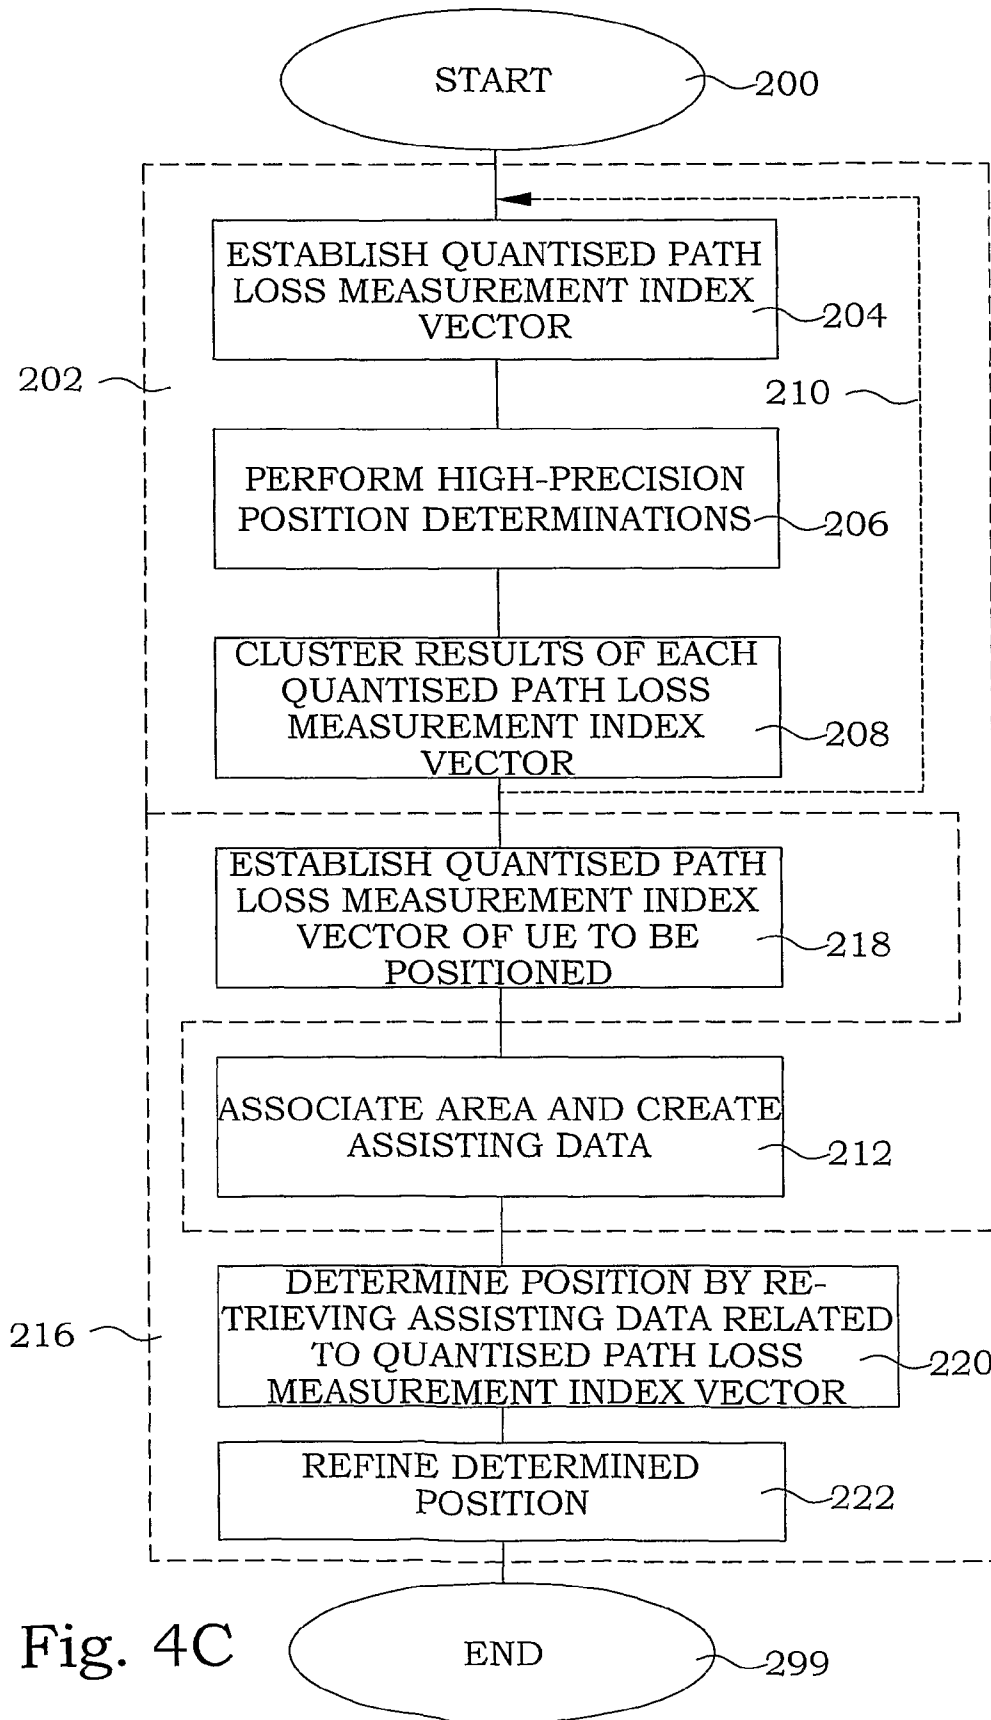 START
200
ESTABLISH QUANTISED PATH
LOSS MEASUREMENT INDEX
VECTOR
204
202
210
PERFORM HIGH-PRECISION
POSITION DETERMINATIONS
206
CLUSTER RESULTS OF EACH
QUANTISED PATH LOSS
MEASUREMENT INDEX
VECTOR
208
ESTABLISH QUANTISED PATH
LOSS MEASUREMENT INDEX
VECTOR OF UE TO BE
POSITIONED
218
ASSOCIATE AREA AND CREATE
ASSISTING DATA
212
DETERMINE POSITION BY RE-
TRIEVING ASSISTING DATA RELATED
TO QUANTISED PATH LOSS
MEASUREMENT INDEX VECTOR
220
216
REFINE DETERMINED
POSITION
222
Fig. 4C
END
299